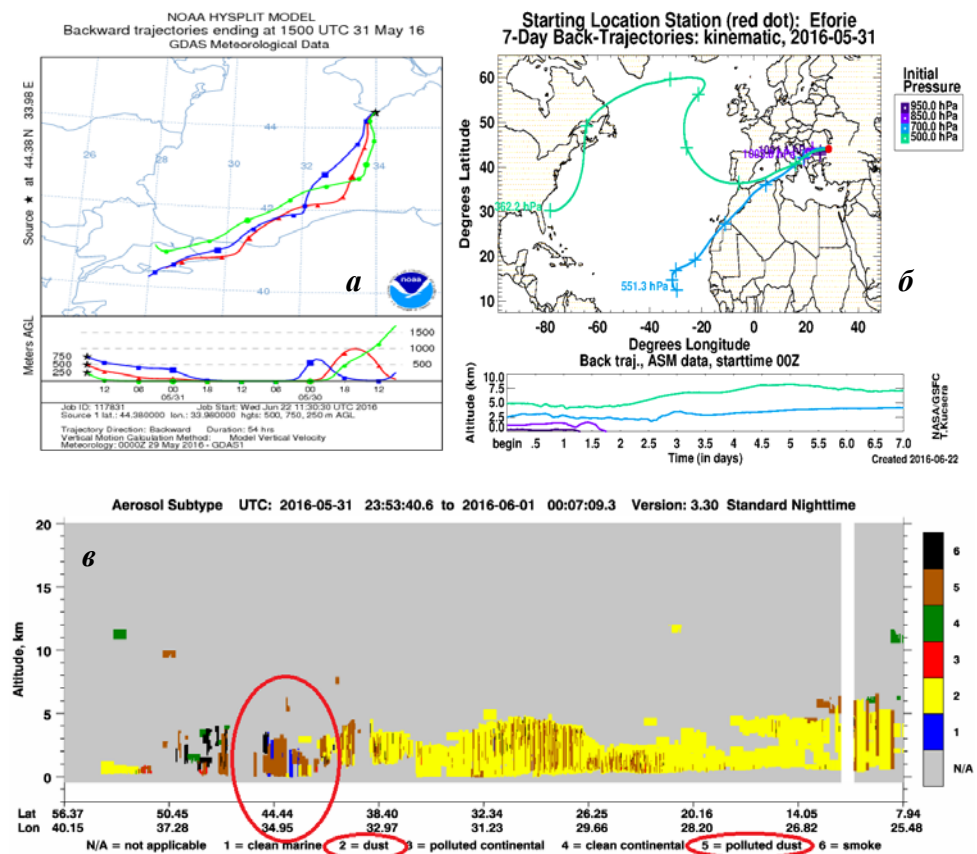 NOAA HYSPLIT MODEL
Backward trajectories ending at 1500 UTC 31 May 16
GDAS Meteorological Data
Source ★ at 44.38 N 33.98 E
26 28 30 32 34
44
42
40
а
noaa
Meters AGL
1500
1000
500
750
500
250
12 06 00 18 12 06 00 18 12
05/31 05/30
Job ID: 117831 Job Start: Wed Jun 22 11:30:30 UTC 2016
Source 1 lat.: 44.380000 lon.: 33.980000 hgts: 500, 750, 250 m AGL
Trajectory Direction: Backward Duration: 54 hrs
Vertical Motion Calculation Method: Model Vertical Velocity
Meteorology: 0000Z 29 May 2016 - GDAS1
Starting Location Station (red dot): Eforie
7-Day Back-Trajectories: kinematic, 2016-05-31
Initial
Pressure
950.0 hPa
850.0 hPa
700.0 hPa
500.0 hPa
Degrees Latitude
60
50
40
30
20
10
362.2 hPa
551.3 hPa
б
-80 -60 -40 -20 0 20 40
Degrees Longitude
Back traj., ASM data, starttime 00Z
Altitude (km)
10.0
7.5
5.0
2.5
0.0
begin .5 1 1.5 2 2.5 3 3.5 4 4.5 5 5.5 6 6.5 7.0
Time (in days)
NASA/GSFC
T.Kucsera
Created 2016-06-22
Aerosol Subtype UTC: 2016-05-31 23:53:40.6 to 2016-06-01 00:07:09.3 Version: 3.30 Standard Nighttime
в
Altitude, km
20
15
10
5
0
6
5
4
3
2
1
N/A
Lat 56.37 50.45 44.44 38.40 32.34 26.25 20.16 14.05 7.94
Lon 40.15 37.28 34.95 32.97 31.23 29.66 28.20 26.82 25.48
N/A = not applicable 1 = clean marine 2 = dust 3 = polluted continental 4 = clean continental 5 = polluted dust 6 = smoke